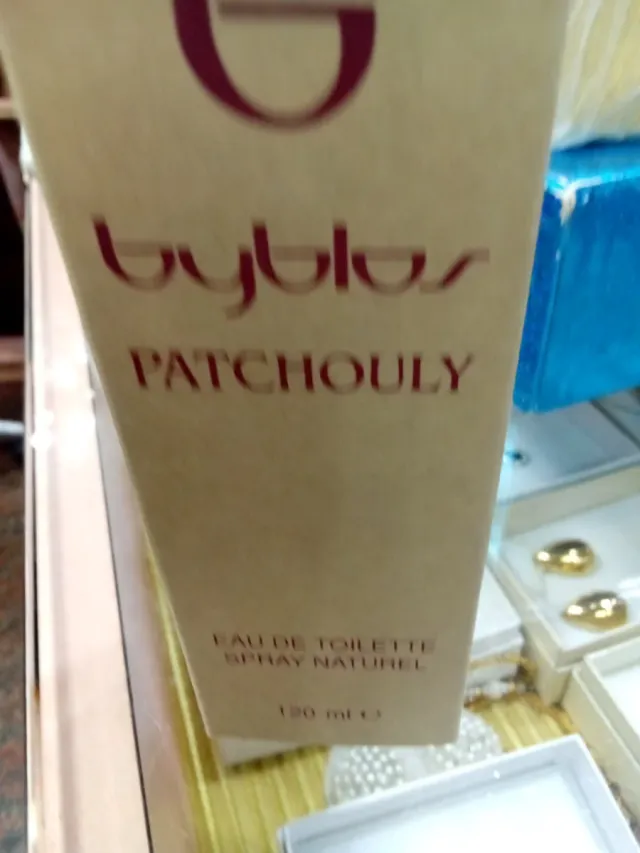 byblos
PATCHOULY
EAU DE TOILETTE
SPRAY NATUREL
120 ml e